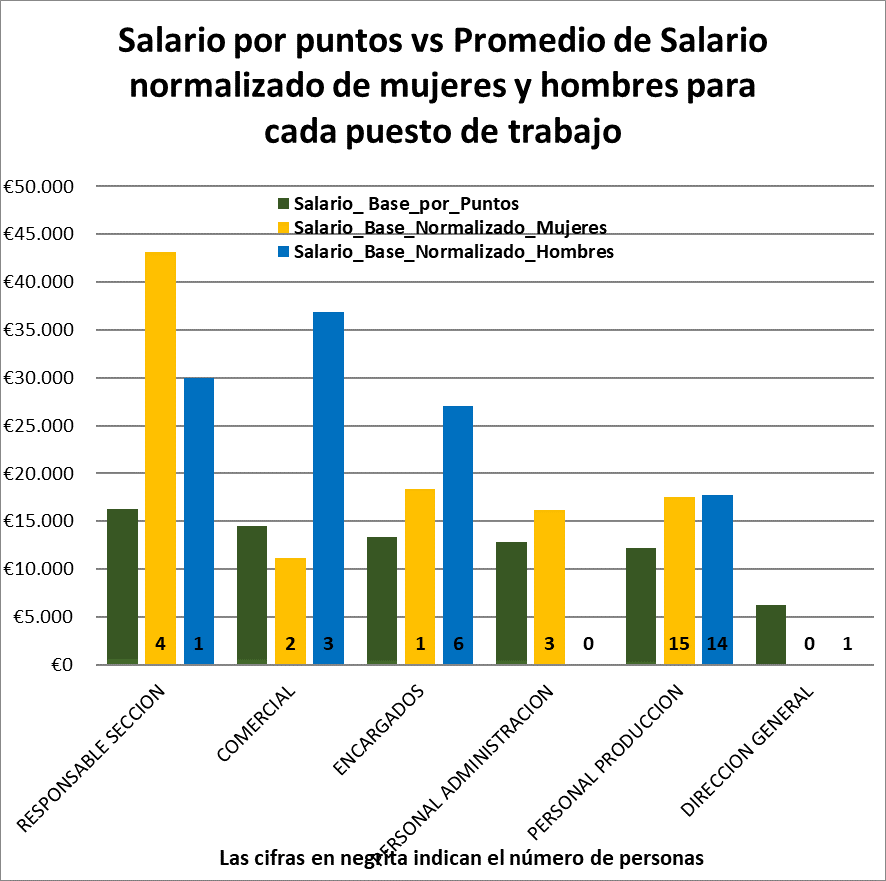 Salario por puntos vs Promedio de Salario
normalizado de mujeres y hombres para
cada puesto de trabajo
€50.000
€45.000
€40.000
€35.000
€30.000
€25.000
€20.000
€15.000
€10.000
€5.000
€0
Salario_ Base_por_Puntos
Salario_Base_Normalizado_Mujeres
Salario_Base_Normalizado_Hombres
4 1 2 3 1 6 3 0 15 14 0 1
RESPONSABLE SECCION
COMERCIAL
ENCARGADOS
PERSONAL ADMINISTRACION
PERSONAL PRODUCCION
DIRECCION GENERAL
Las cifras en negrita indican el número de personas